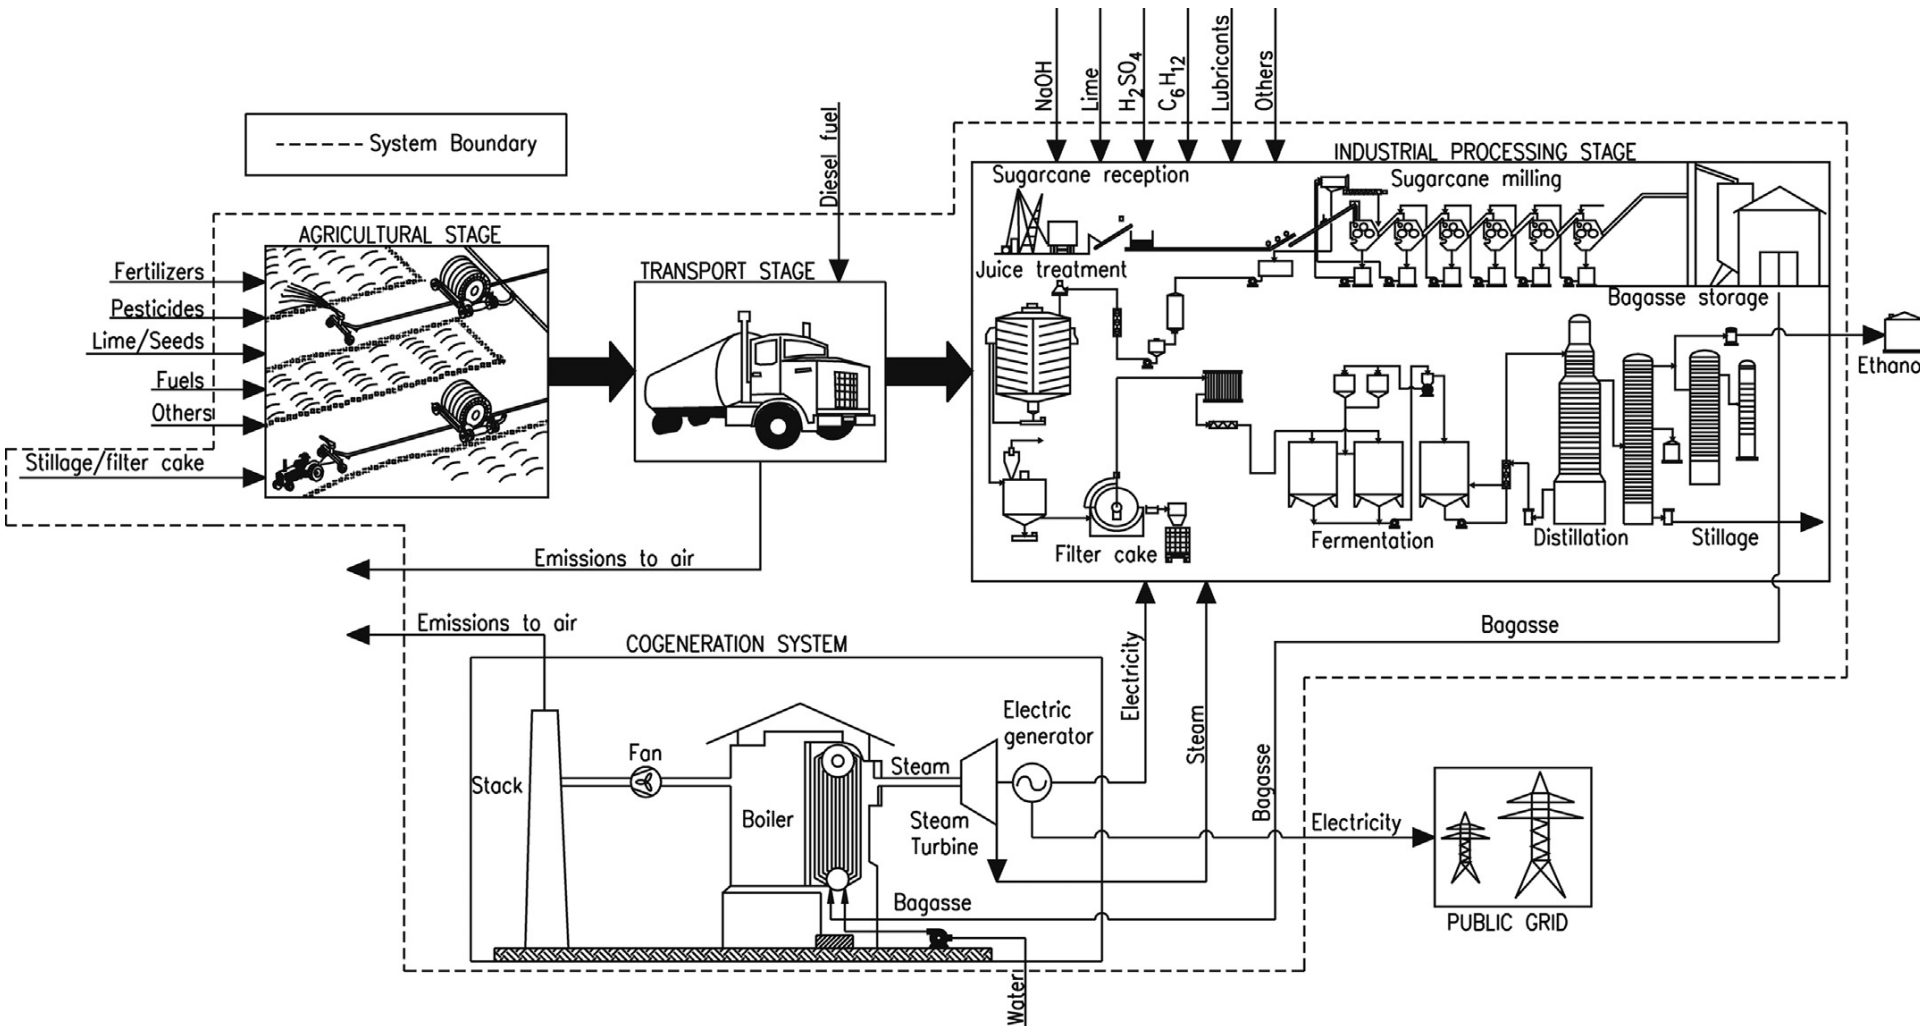 NaOH
Lime
H2SO4
C6H12
Lubricants
Others
System Boundary
Diesel fuel
INDUSTRIAL PROCESSING STAGE
Sugarcane reception
Sugarcane milling
AGRICULTURAL STAGE
TRANSPORT STAGE
Juice treatment
Bagasse storage
Fertilizers
Pesticides
Lime/Seeds
Fuels
Others
Stillage/filter cake
Ethano
Filter cake
Fermentation
Distillation
Stillage
Emissions to air
Emissions to air
COGENERATION SYSTEM
Electricity
Steam
Bagasse
Bagasse
Electric
generator
Fan
Stack
Steam
Boiler
Steam
Turbine
Electricity
Bagasse
PUBLIC GRID
Water